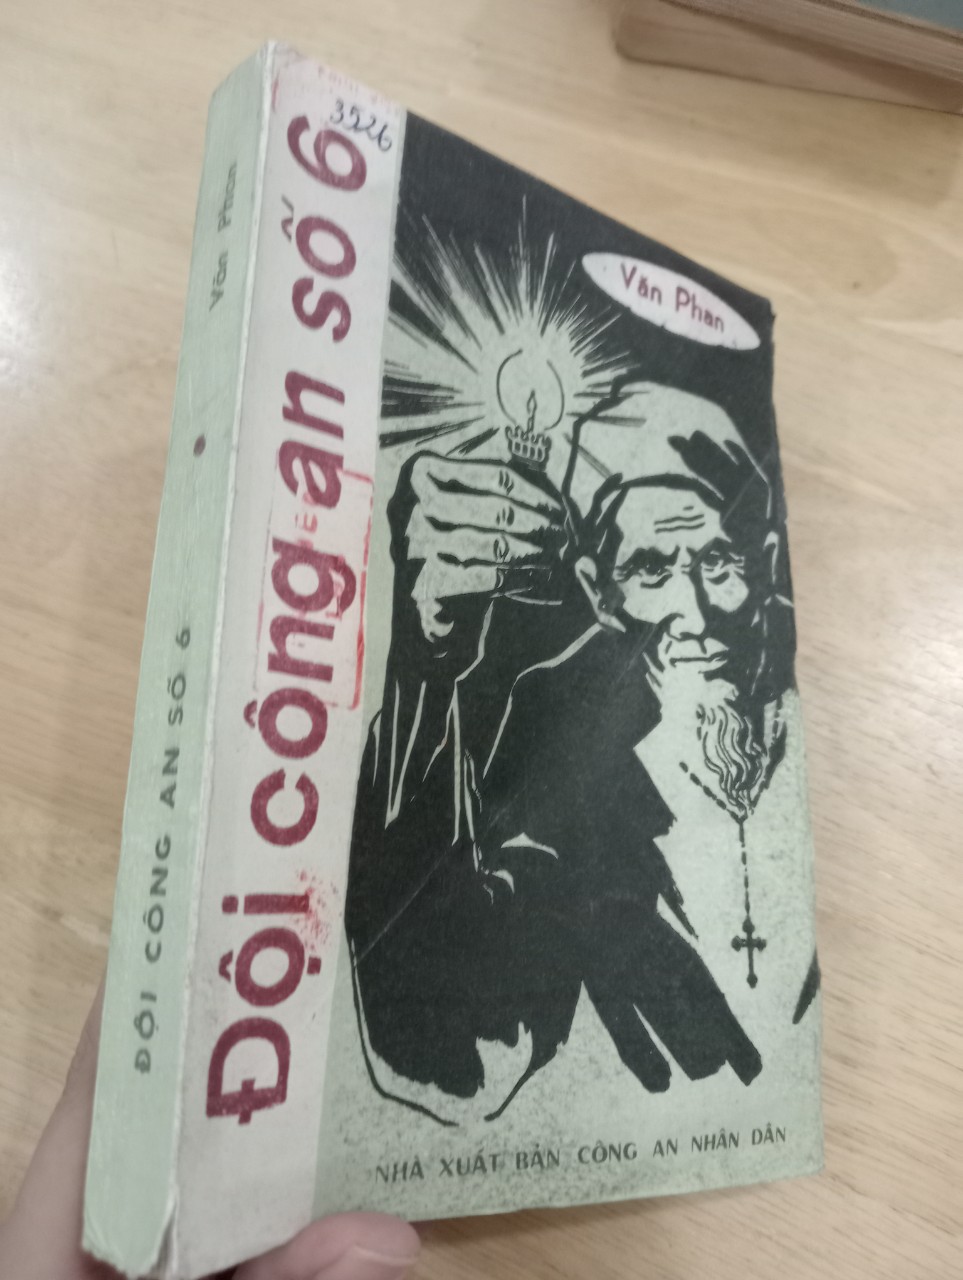 3526
Đội công an số 6
Văn Phan
NHÀ XUẤT BẢN CÔNG AN NHÂN DÂN
Văn Phan
ĐỘI CÔNG AN SỐ 6